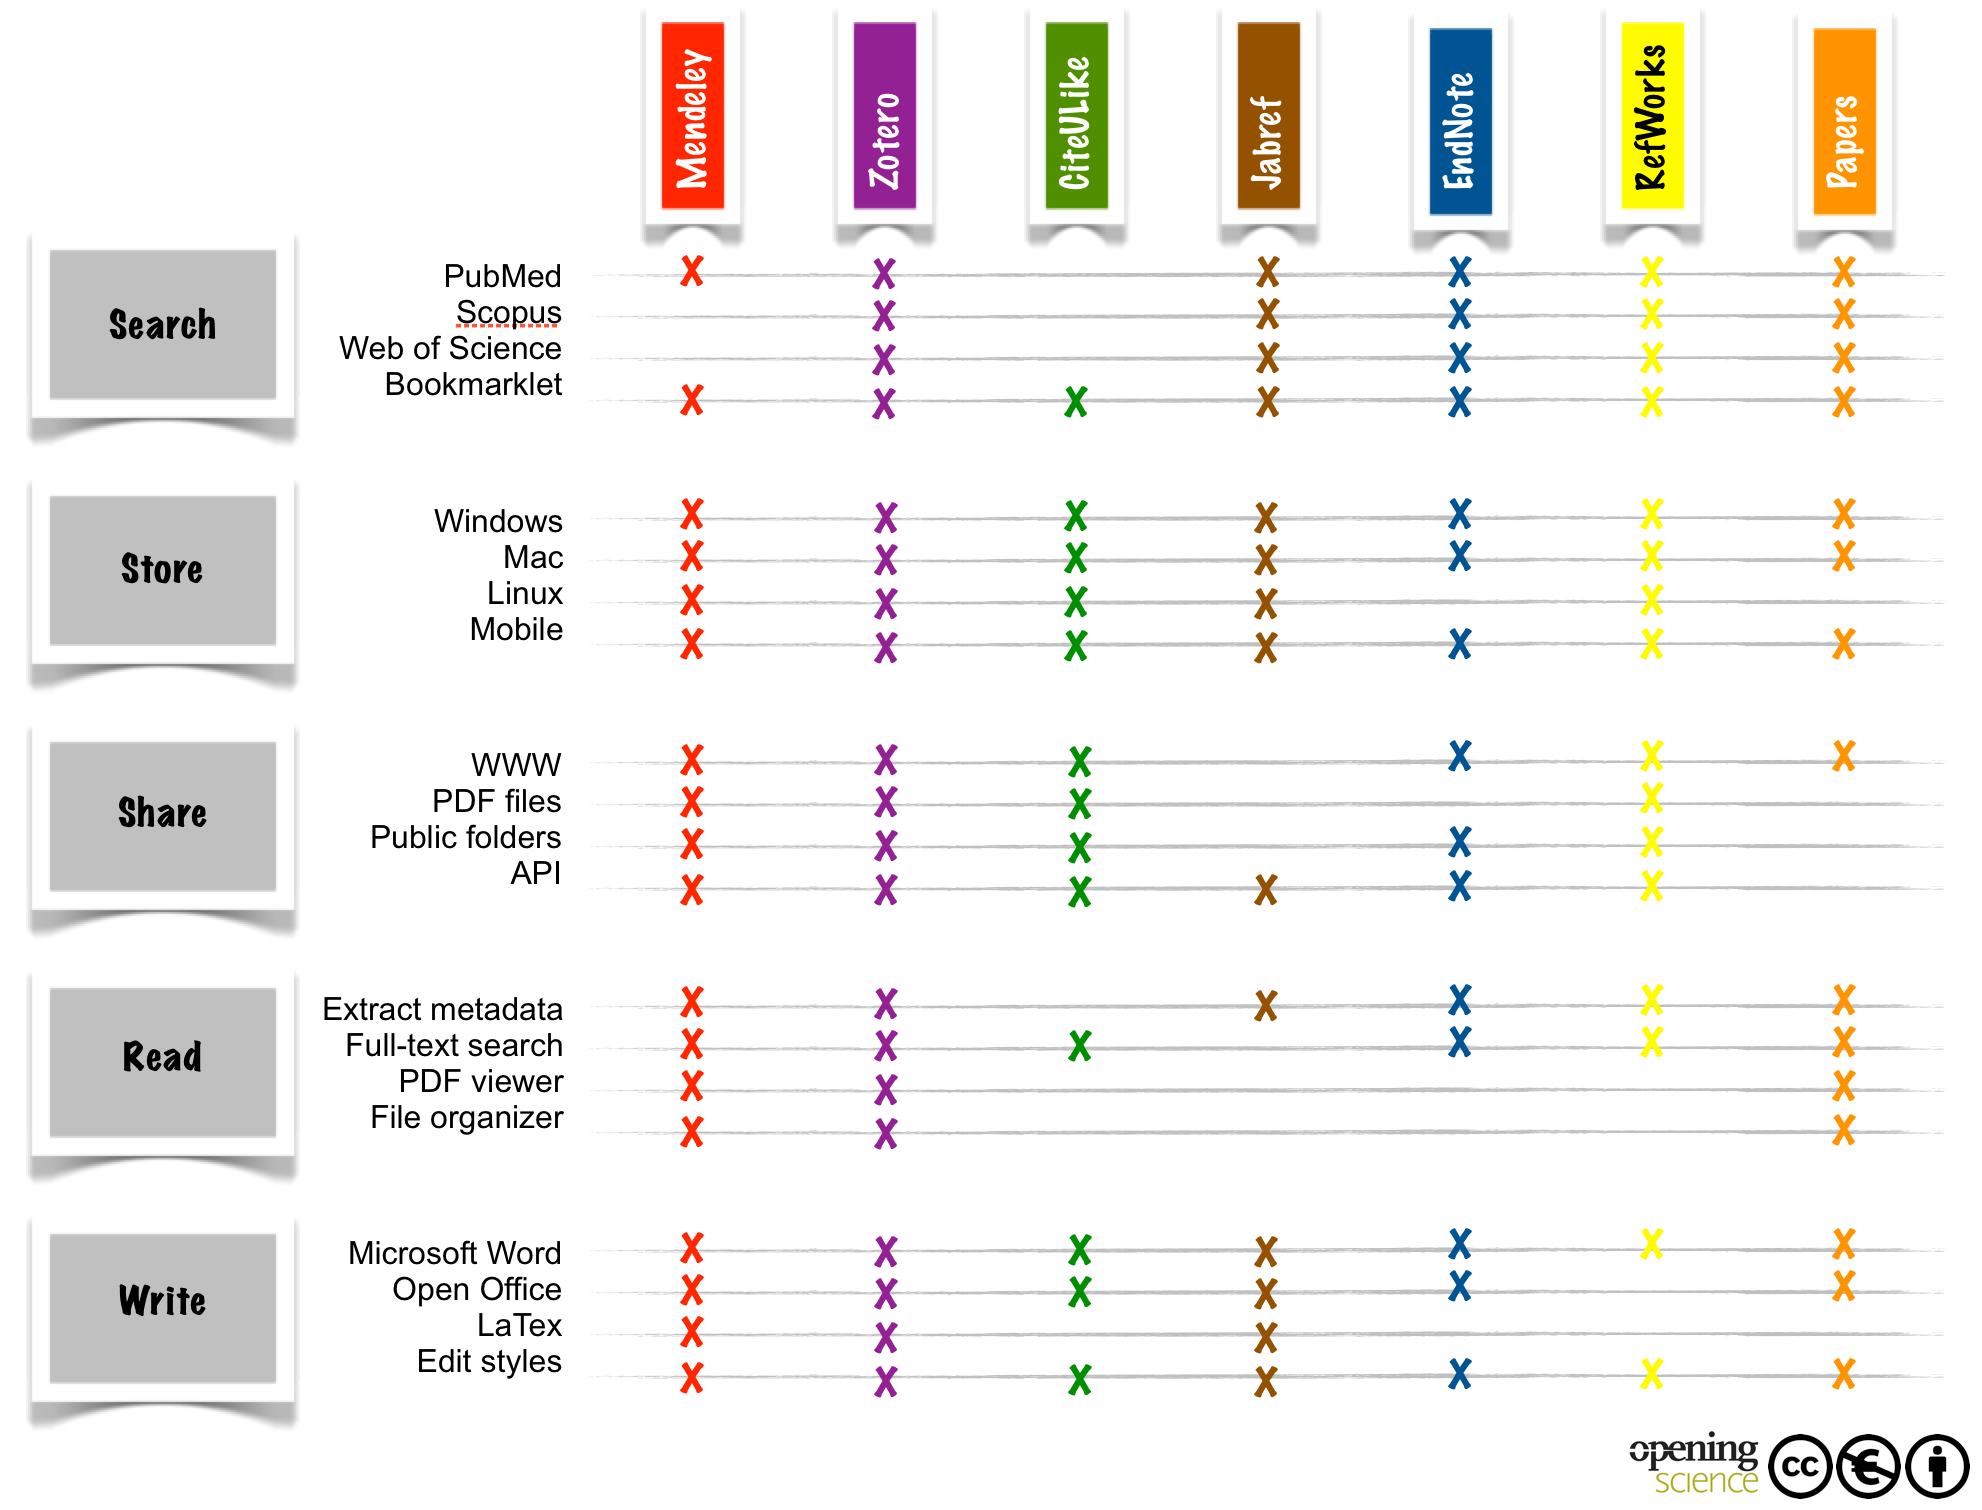 Mendeley
Zotero
CiteULike
Jabref
EndNote
RefWorks
Papers
Search
PubMed
X X X X X X
Scopus
X X X X X
Web of Science
X X X X X
Bookmarklet
X X X X X X X
Store
Windows
X X X X X X X
Mac
X X X X X X X
Linux
X X X X X
Mobile
X X X X X X X
Share
WWW
X X X X X X
PDF files
X X X X
Public folders
X X X X X
API
X X X X X X
Read
Extract metadata
X X X X X X
Full-text search
X X X X X X
PDF viewer
X X X
File organizer
X X X
Write
Microsoft Word
X X X X X X X
Open Office
X X X X X X
LaTex
X X X
Edit styles
X X X X X X X
opening
science
cc
€